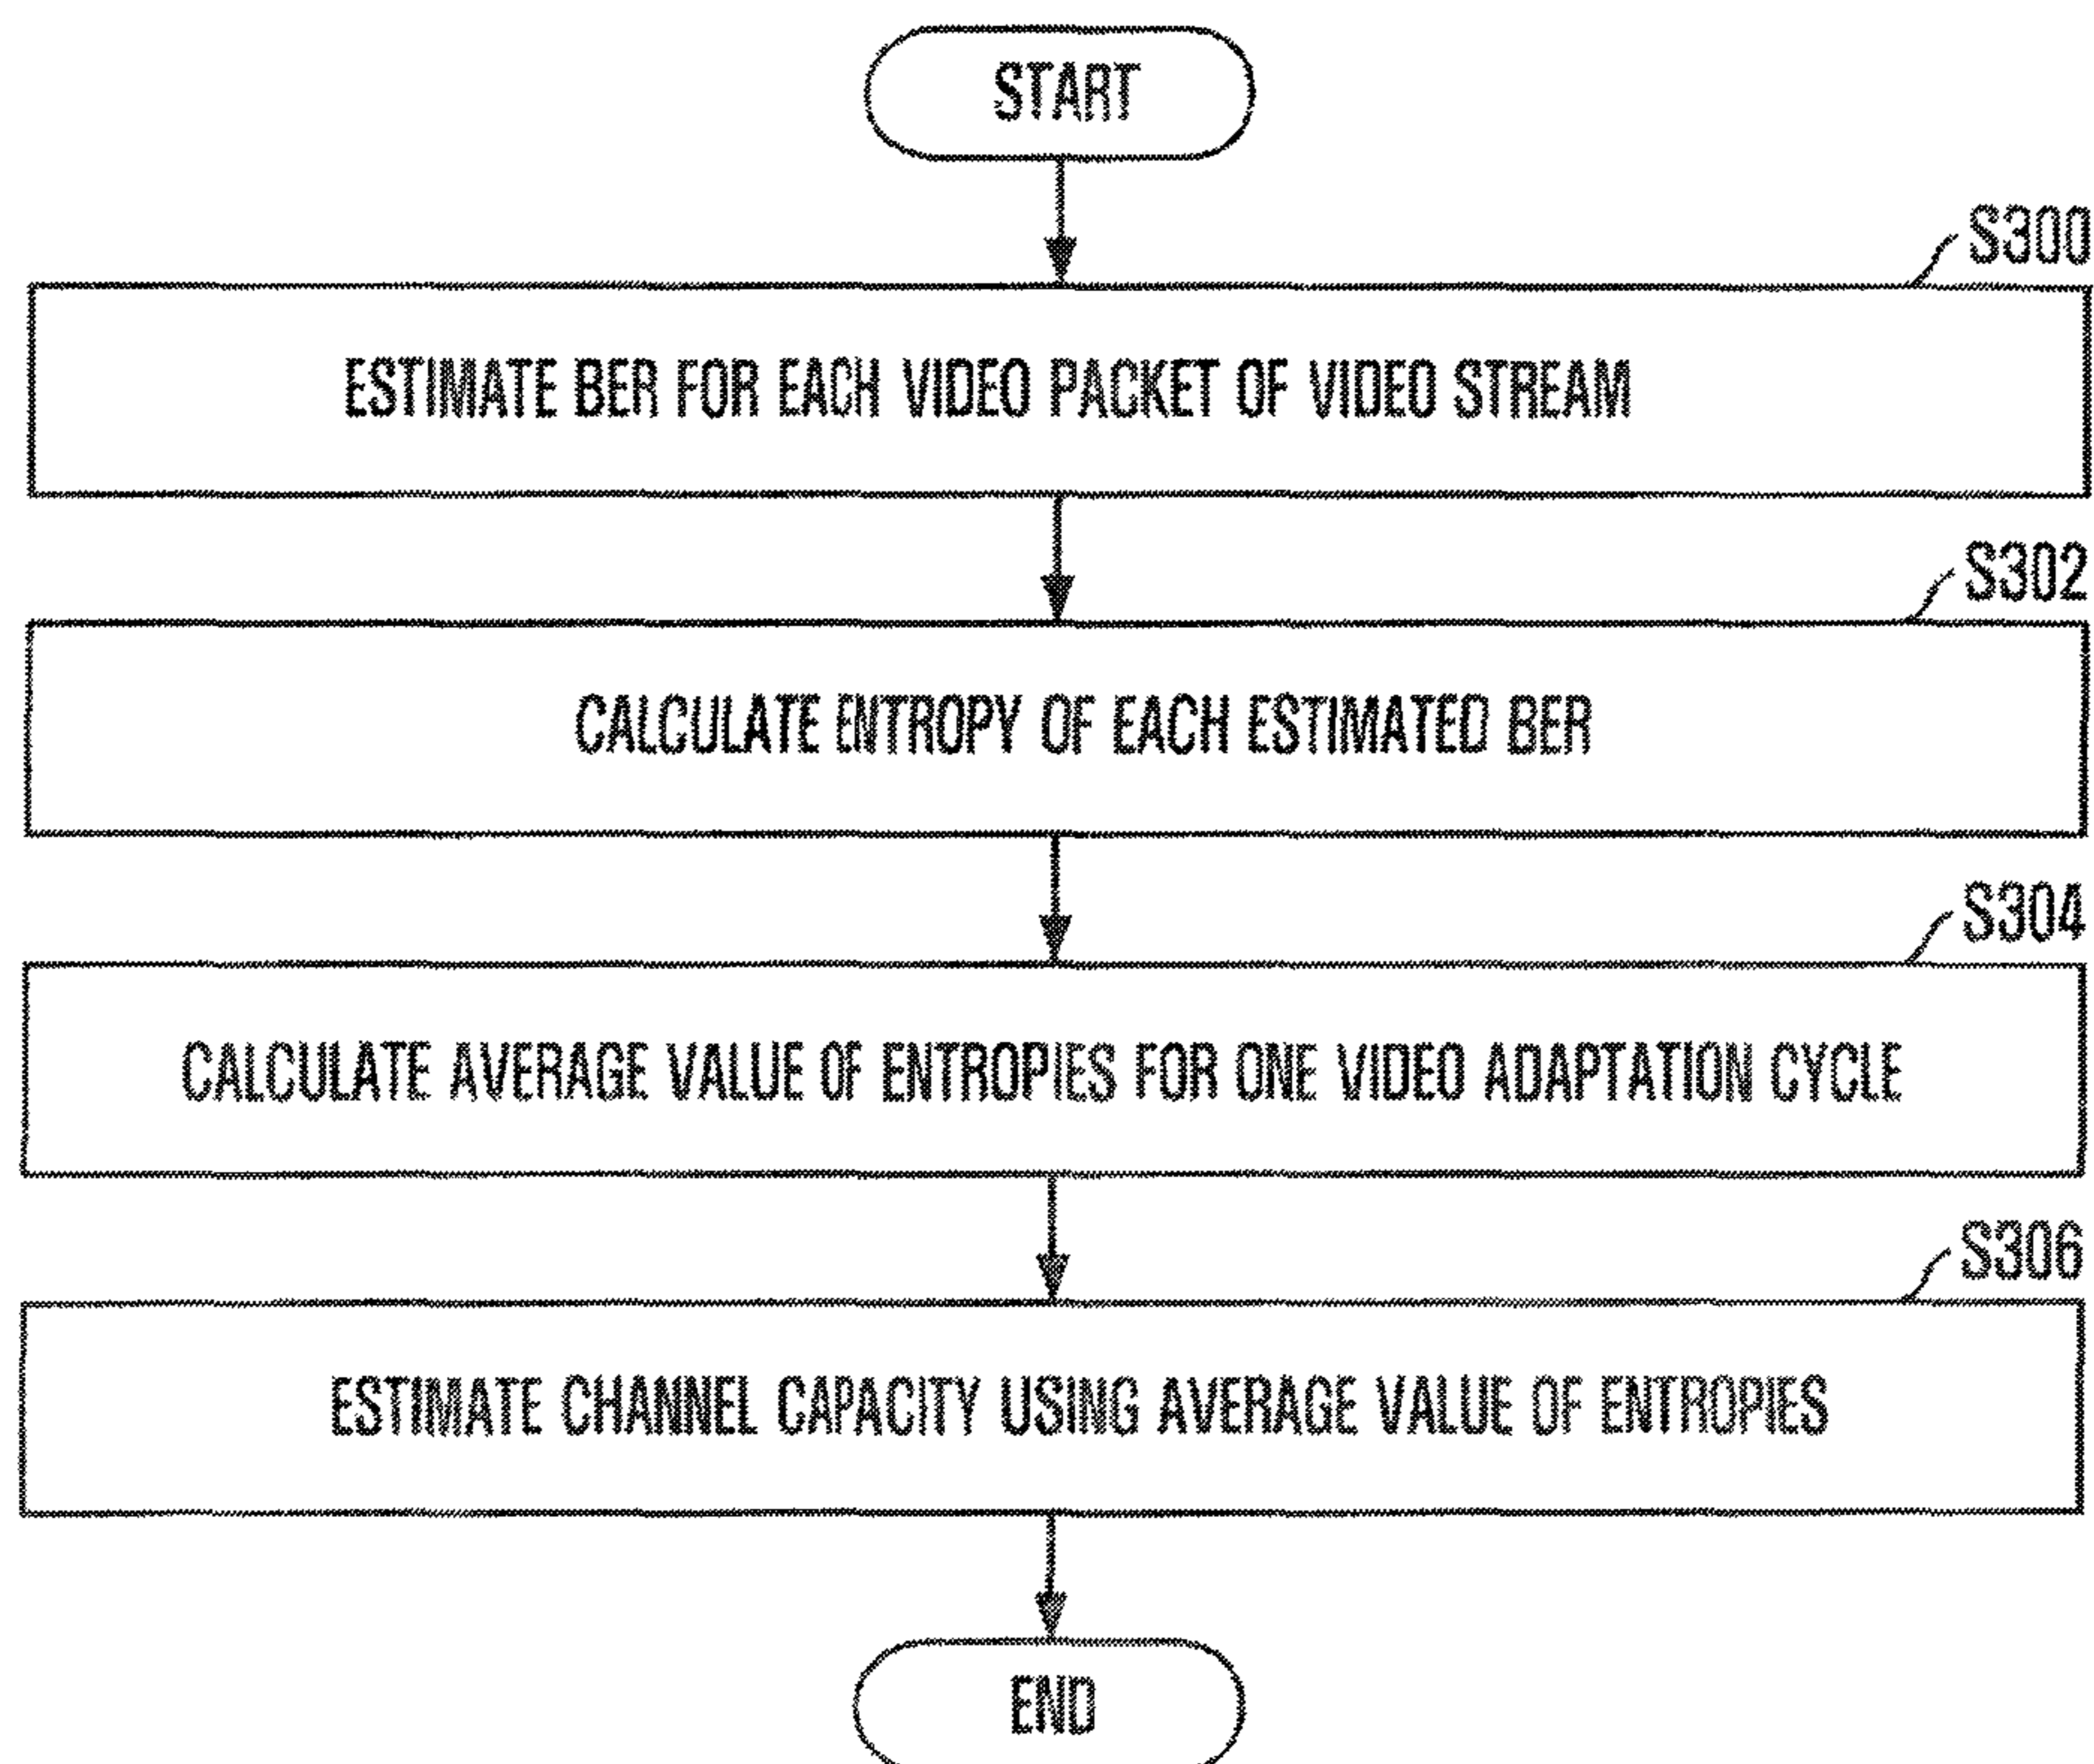 START
S300
ESTIMATE BER FOR EACH VIDEO PACKET OF VIDEO STREAM
S302
CALCULATE ENTROPY OF EACH ESTIMATED BER
S304
CALCULATE AVERAGE VALUE OF ENTROPIES FOR ONE VIDEO ADAPTATION CYCLE
S306
ESTIMATE CHANNEL CAPACITY USING AVERAGE VALUE OF ENTROPIES
END